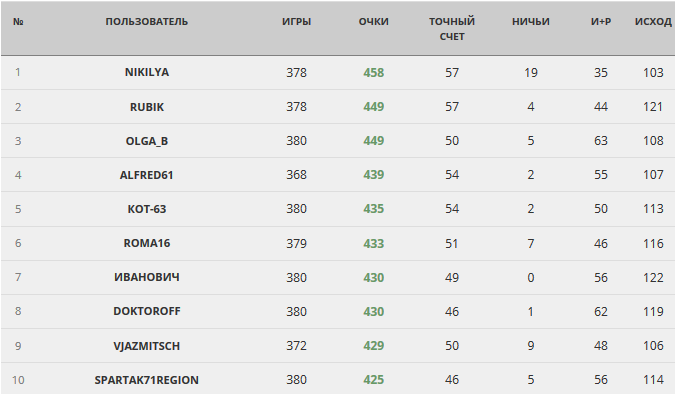 № ПОЛЬЗОВАТЕЛЬ ИГРЫ ОЧКИ ТОЧНЫЙ СЧЕТ НИЧЬИ И+Р ИСХОД
1 NIKILYA 378 458 57 19 35 103
2 RUBIK 378 449 57 4 44 121
3 OLGA_B 380 449 50 5 63 108
4 ALFRED61 368 439 54 2 55 107
5 КОТ-63 380 435 54 2 50 113
6 ROMA16 379 433 51 7 46 116
7 ИВАНОВИЧ 380 430 49 0 56 122
8 DOKTOROFF 380 430 46 1 62 119
9 VJAZMITSCH 372 429 50 9 48 106
10 SPARTAK71REGION 380 425 46 5 56 114